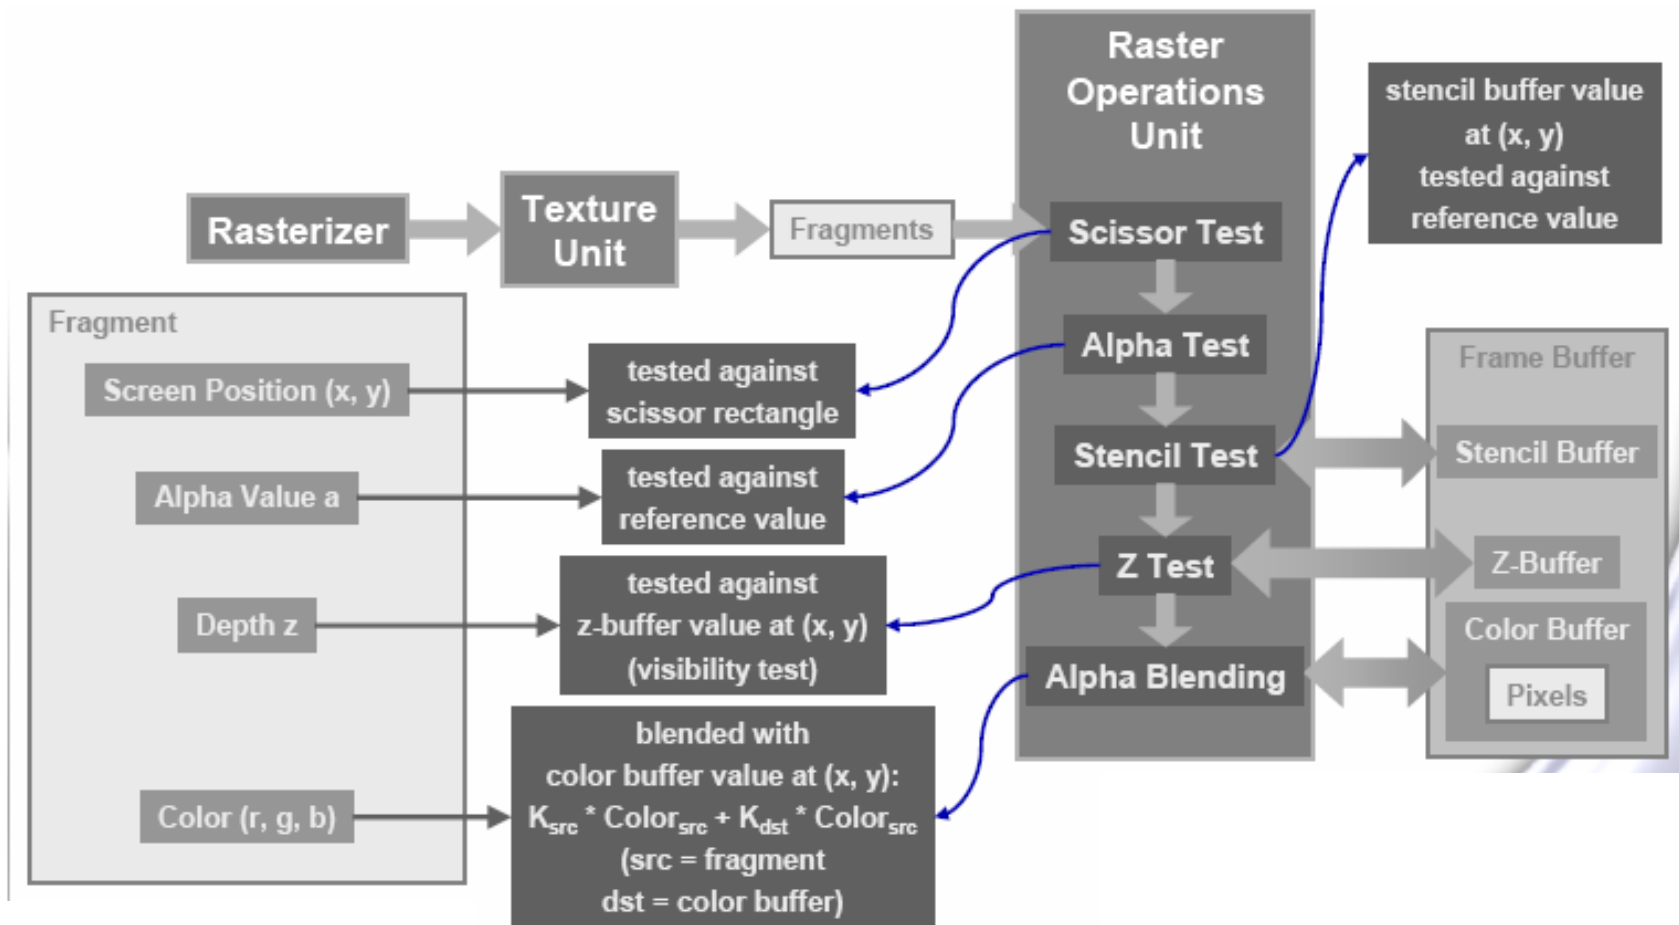 Raster
Operations
Unit
stencil buffer value
at (x, y)
tested against
reference value
Rasterizer
Texture
Unit
Fragments
Scissor Test
Fragment
Screen Position (x, y)
tested against
scissor rectangle
Alpha Test
Frame Buffer
Alpha Value a
tested against
reference value
Stencil Test
Stencil Buffer
Depth z
tested against
z-buffer value at (x, y)
(visibility test)
Z Test
Z-Buffer
Alpha Blending
Color Buffer
Pixels
Color (r, g, b)
blended with
color buffer value at (x, y):
Ksrc * Colorsrc + Kdst * Colorsrc
(src = fragment
dst = color buffer)